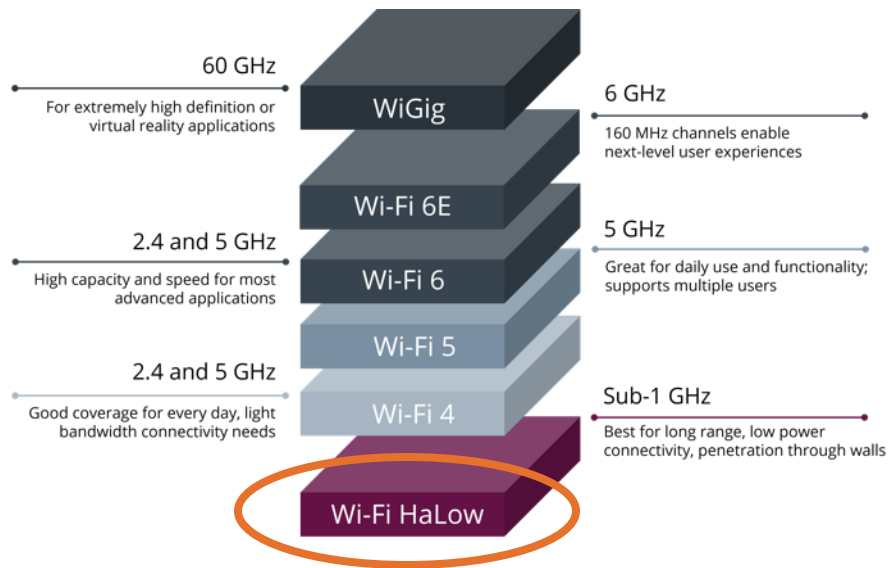 60 GHz
For extremely high definition or
virtual reality applications
WiGig
6 GHz
160 MHz channels enable
next-level user experiences
Wi-Fi 6E
2.4 and 5 GHz
High capacity and speed for most
advanced applications
Wi-Fi 6
5 GHz
Great for daily use and functionality;
supports multiple users
Wi-Fi 5
2.4 and 5 GHz
Good coverage for every day, light
bandwidth connectivity needs
Wi-Fi 4
Sub-1 GHz
Best for long range, low power
connectivity, penetration through walls
Wi-Fi HaLow